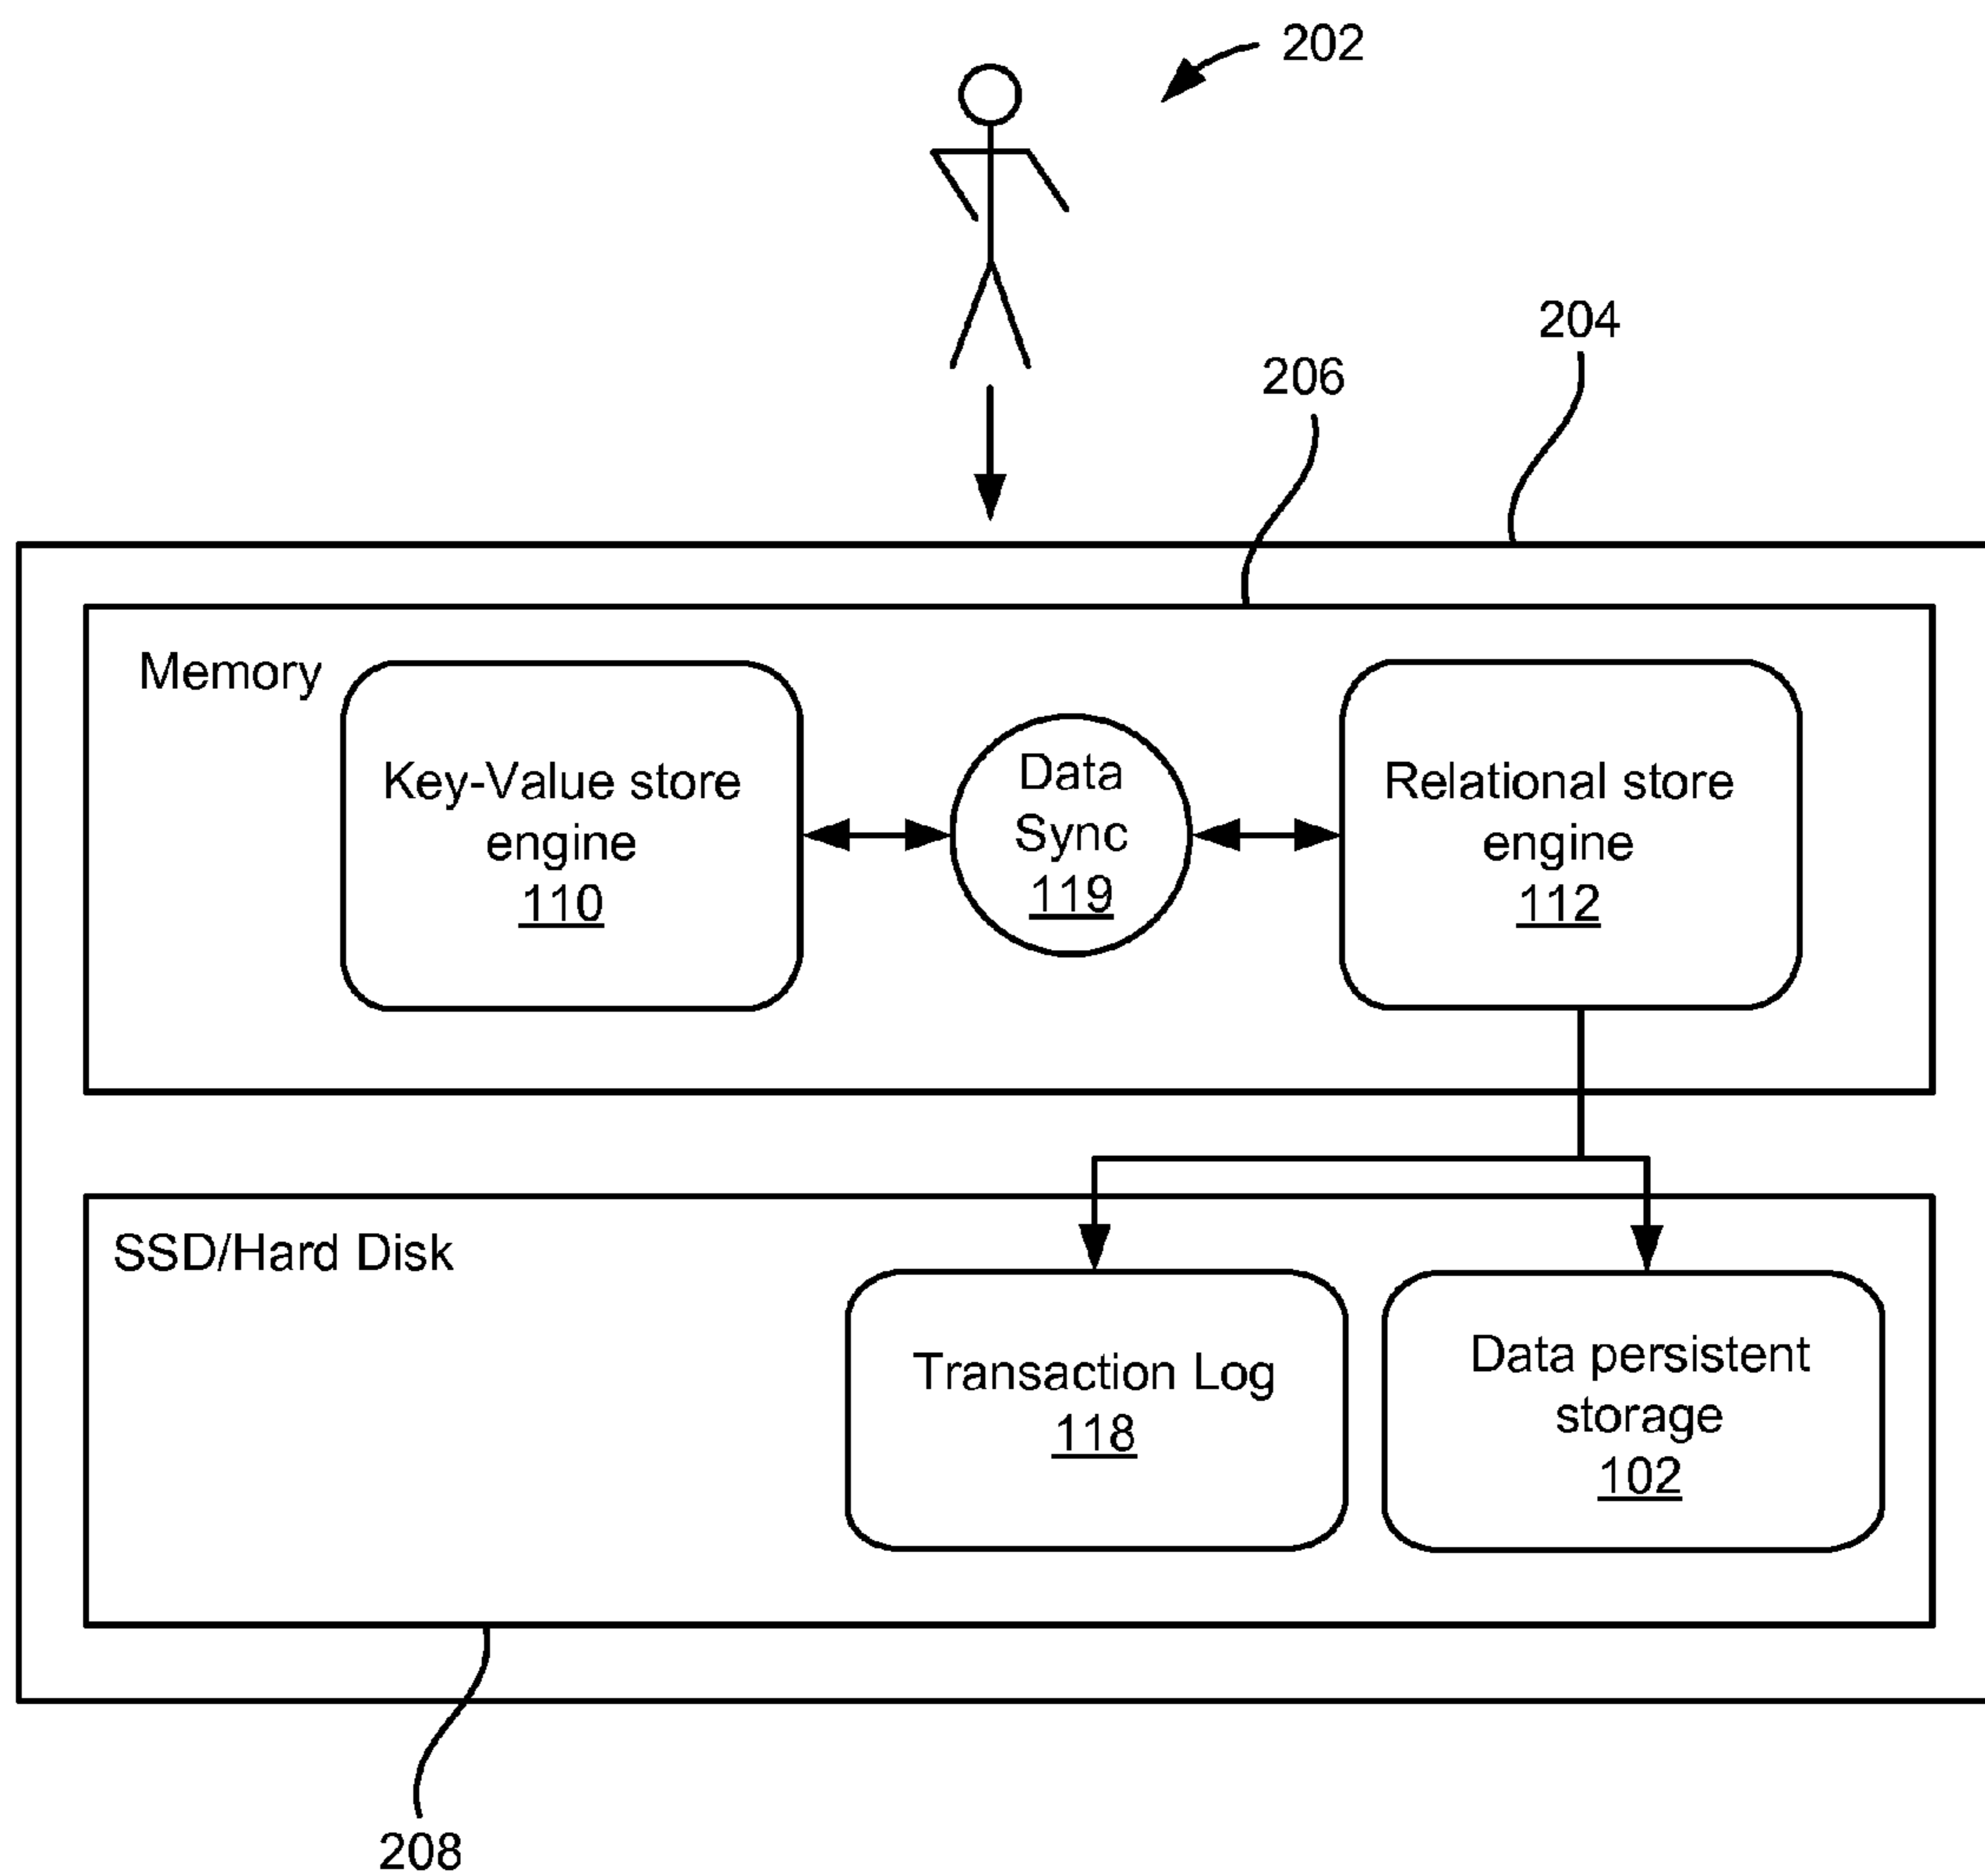 202
204
206
Memory
Key-Value store
engine
110
Data
Sync
119
Relational store
engine
112
SSD/Hard Disk
Transaction Log
118
Data persistent
storage
102
208